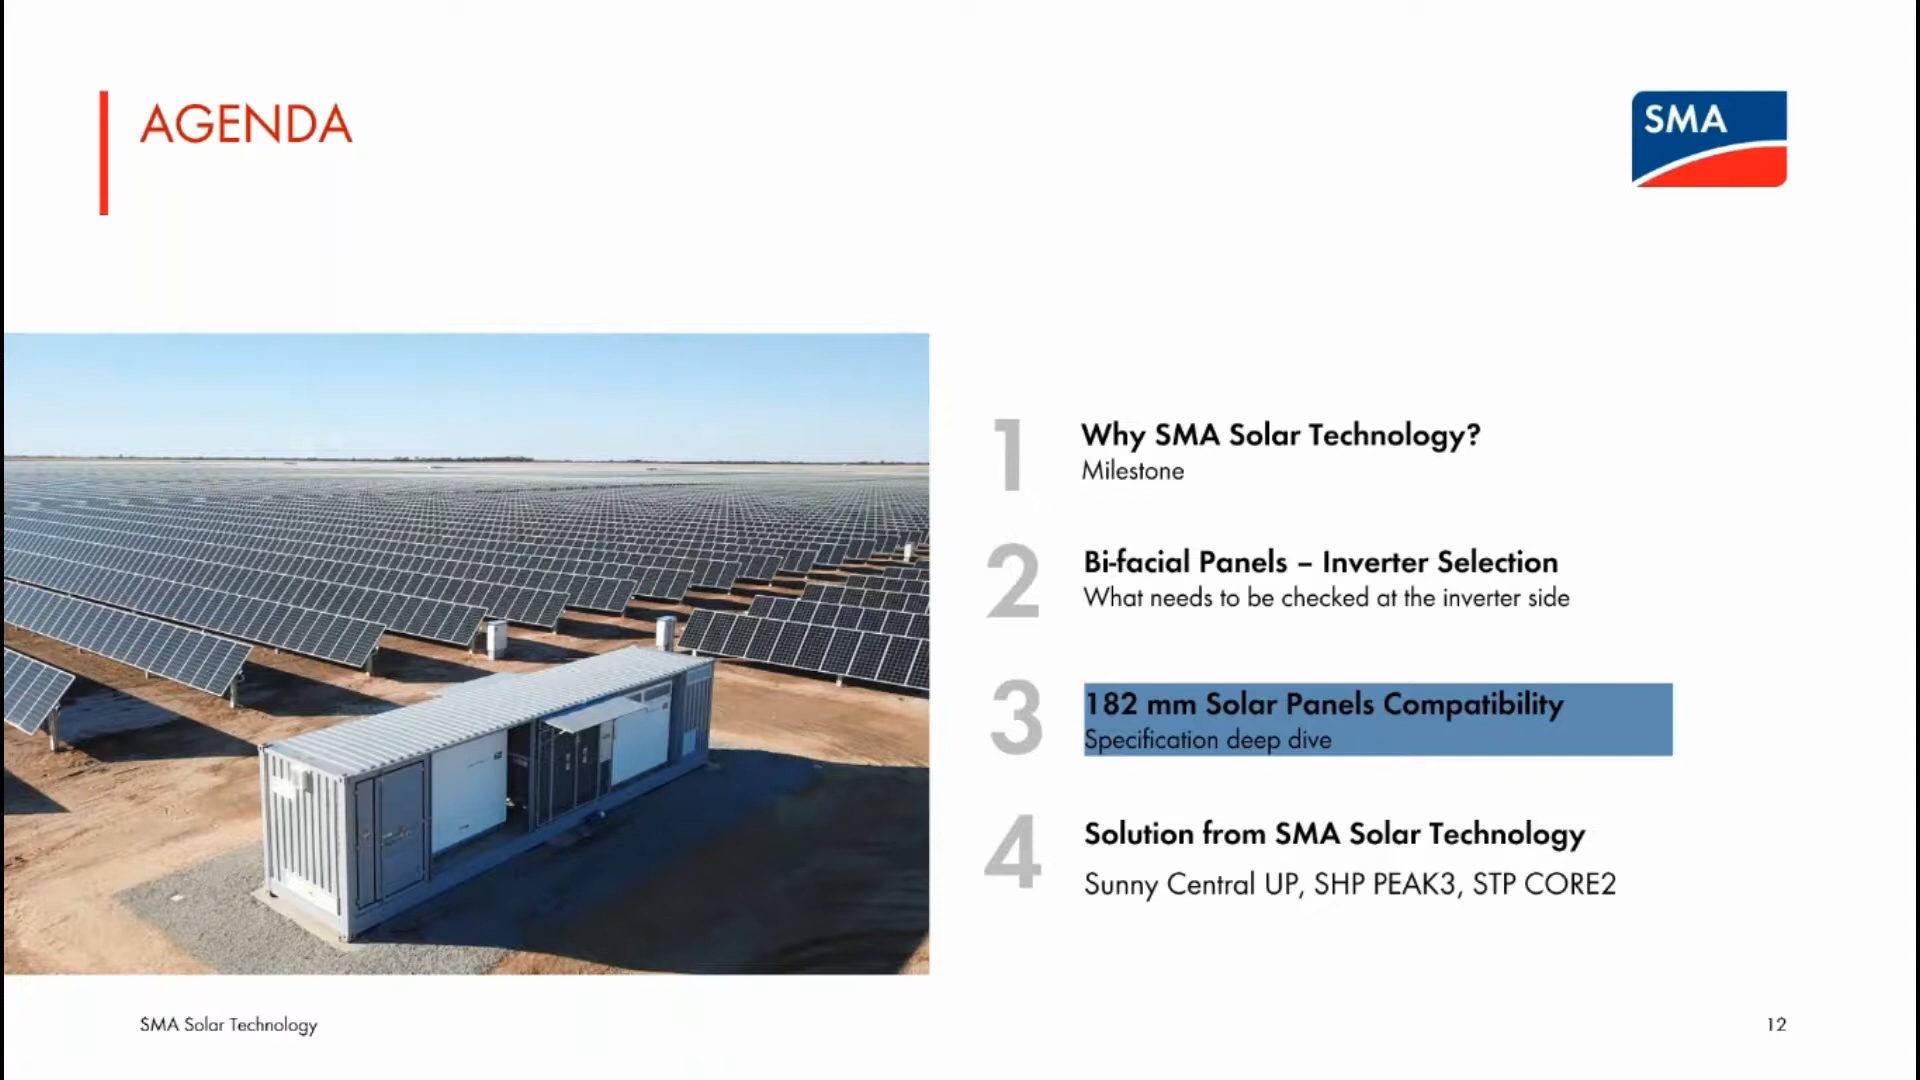 AGENDA
SMA
1
Why SMA Solar Technology?
Milestone
2
Bi-facial Panels – Inverter Selection
What needs to be checked at the inverter side
3
182 mm Solar Panels Compatibility
Specification deep dive
4
Solution from SMA Solar Technology
Sunny Central UP, SHP PEAK3, STP CORE2
SMA Solar Technology
12